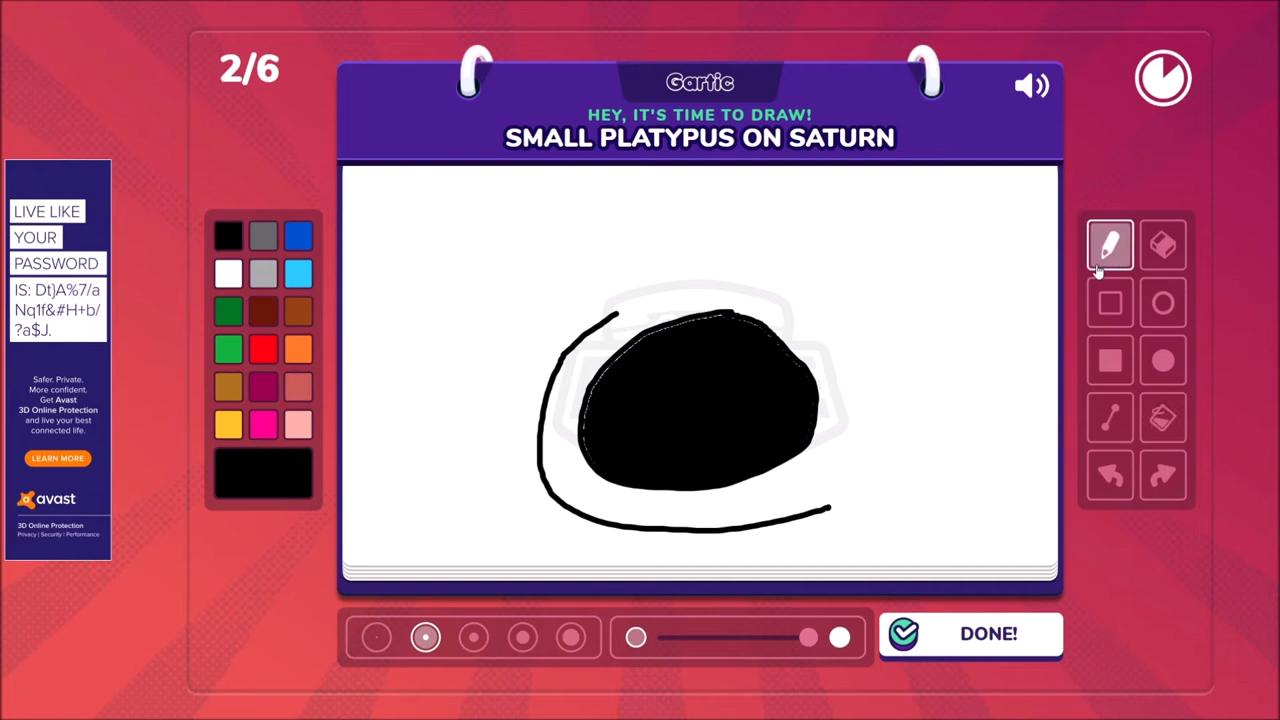 2/6
Gartic
HEY, IT'S TIME TO DRAW!
SMALL PLATYPUS ON SATURN
LIVE LIKE
YOUR
PASSWORD
IS: Dt}A%7/a
Nq1f&#H+b/
?a$J.
Safer. Private.
More confident.
Get Avast
3D Online Protection
and live your best
connected life.
LEARN MORE
avast
3D Online Protection
Privacy | Security | Performance
DONE!